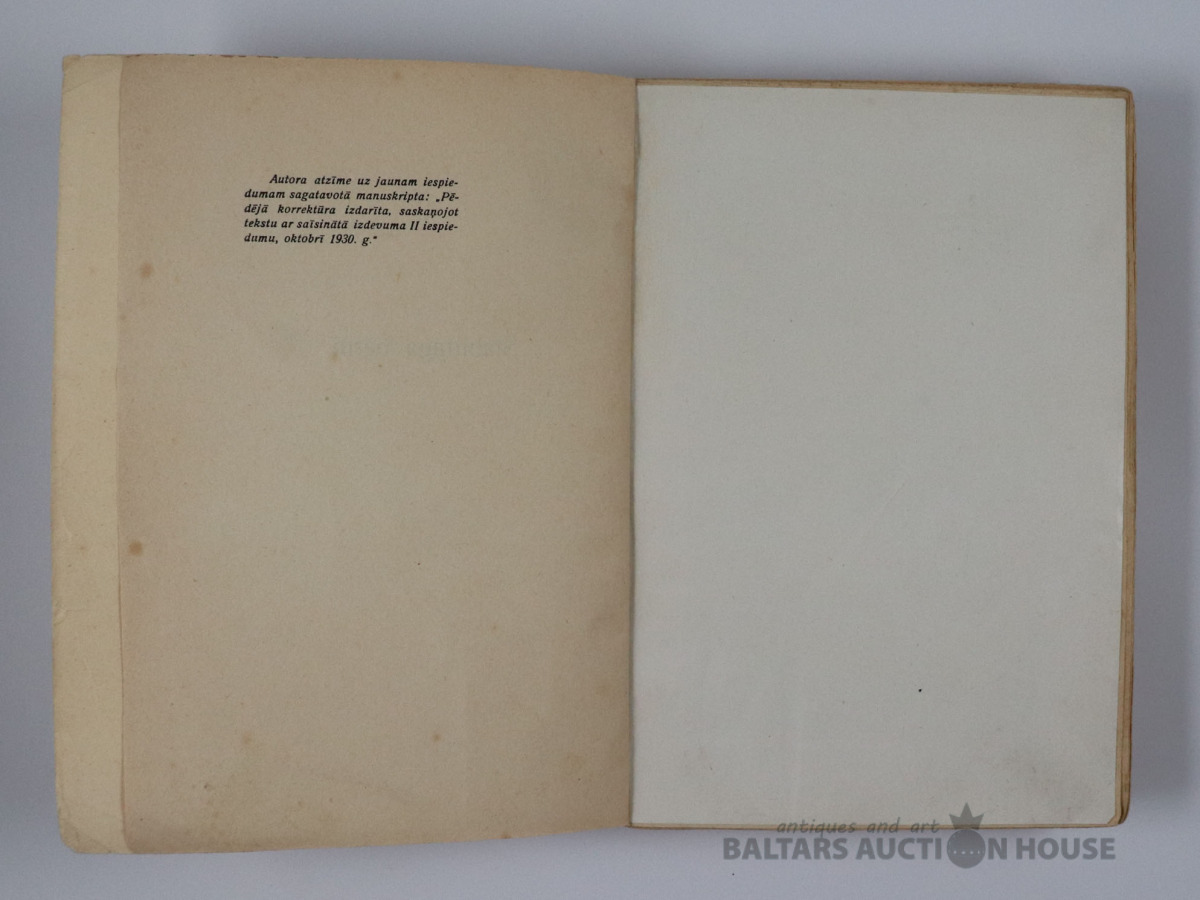 Autora atzīme uz jaunam iespie-
dumam sagatavotā manuskripta: „Pē-
dējā korrektūra izdarīta, saskaņojot
tekstu ar saīsinātā izdevuma II iespie-
dumu, oktobrī 1930. g.“
antiques and art
BALTARS AUCTION HOUSE